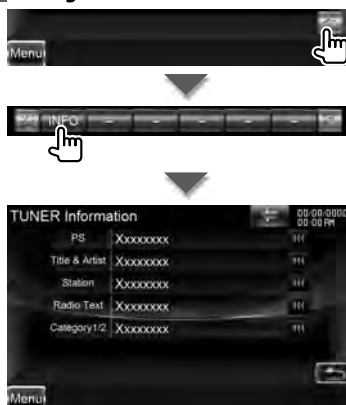 Menu
INFO
TUNER Information
00/00/0000
00:00 PM
PS Xxxxxxxx
Title & Artist Xxxxxxxx
Station Xxxxxxxx
Radio Text Xxxxxxxx
Category1/2 Xxxxxxxx
Menu